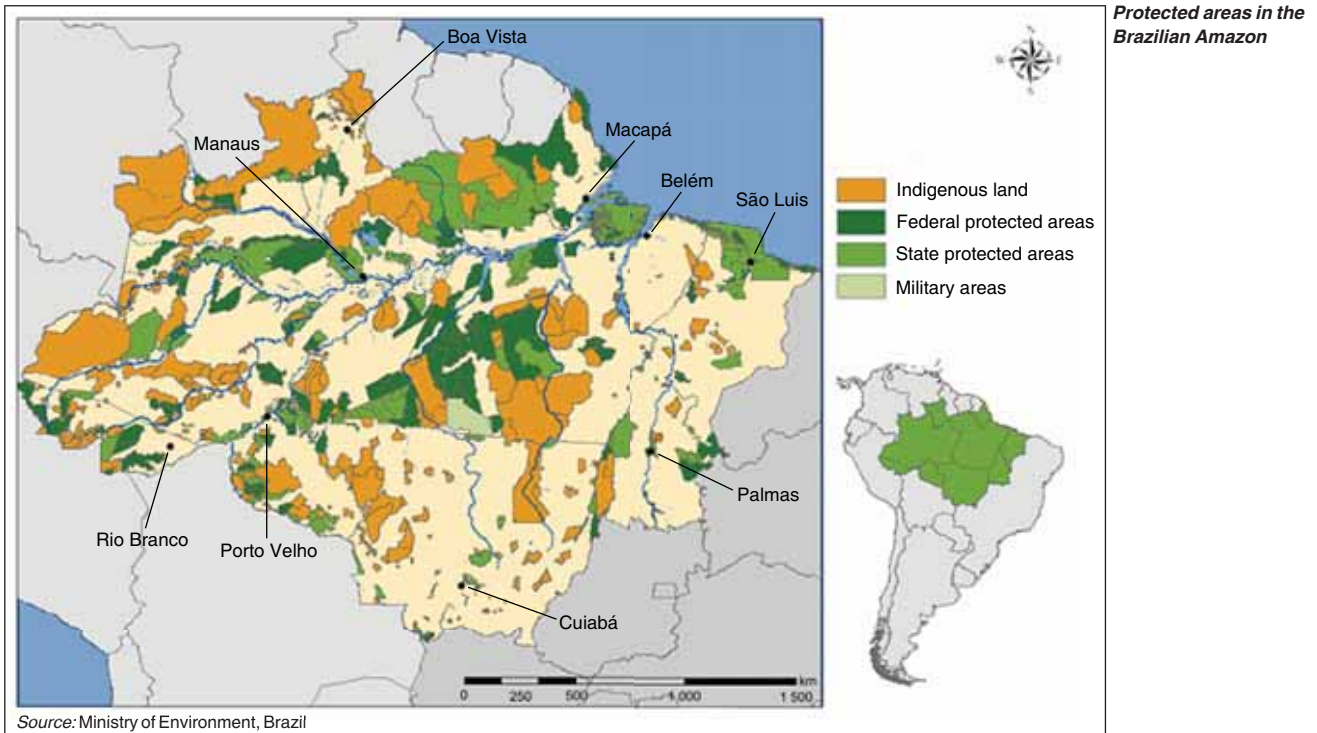 Protected areas in the
Brazilian Amazon
Boa Vista
Manaus
Macapá
Belém
São Luis
N
W
E
S
Indigenous land
Federal protected areas
State protected areas
Military areas
Palmas
Rio Branco
Porto Velho
Cuiabá
km
0 250 500 1,000 1 500
Source: Ministry of Environment, Brazil